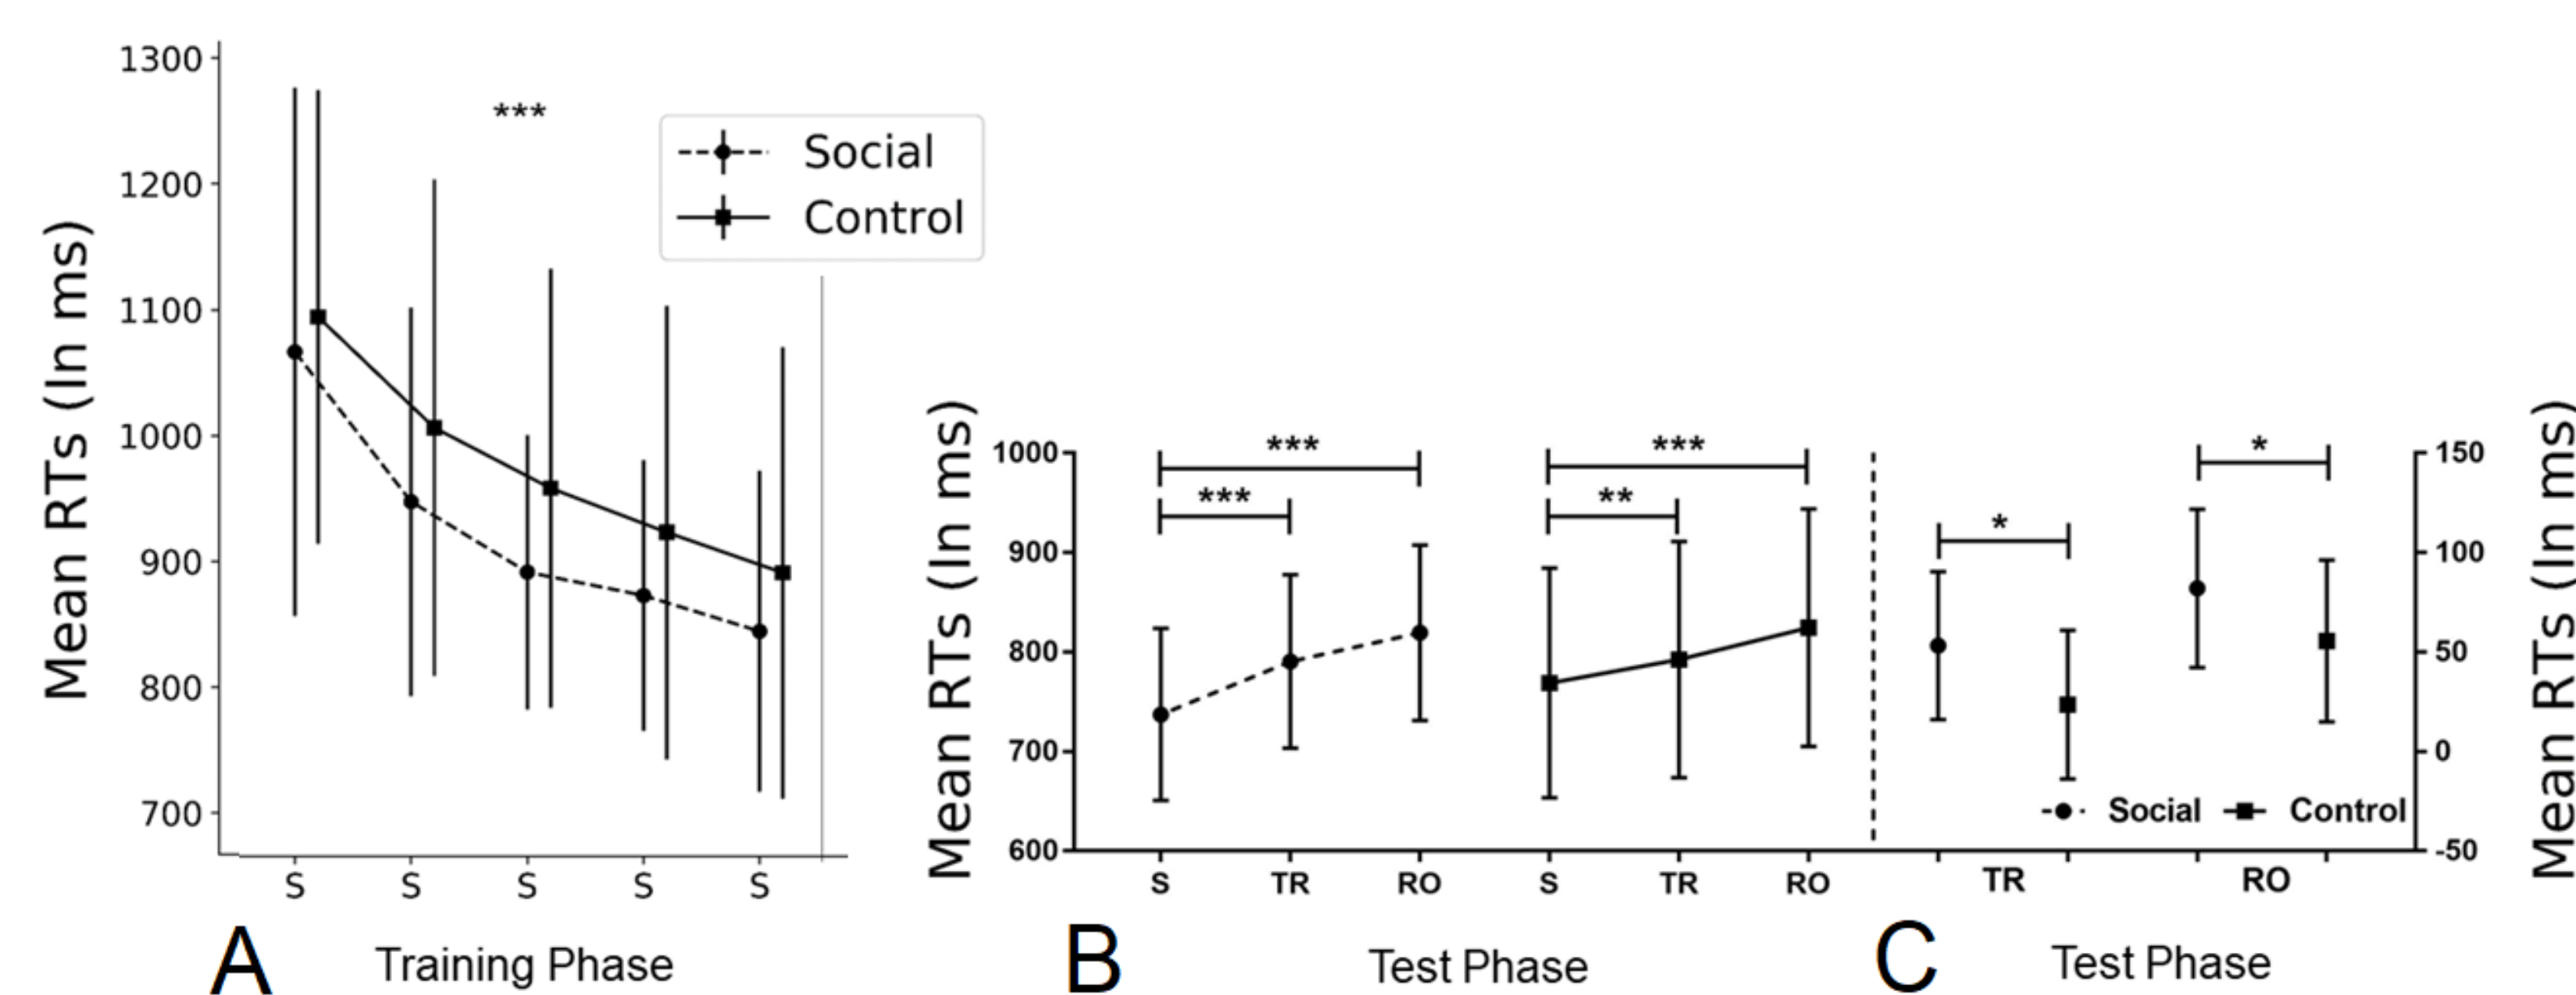 Mean RTs (In ms)
1300
1200
1100
1000
900
800
700
***
Social
Control
S S S S S
A Training Phase
Mean RTs (In ms)
1000
900
800
700
600
*** ***
*** **
S TR RO S TR RO
B Test Phase
*
*
Social Control
TR RO
150
100
50
0
-50
Mean RTs (In ms)
C Test Phase